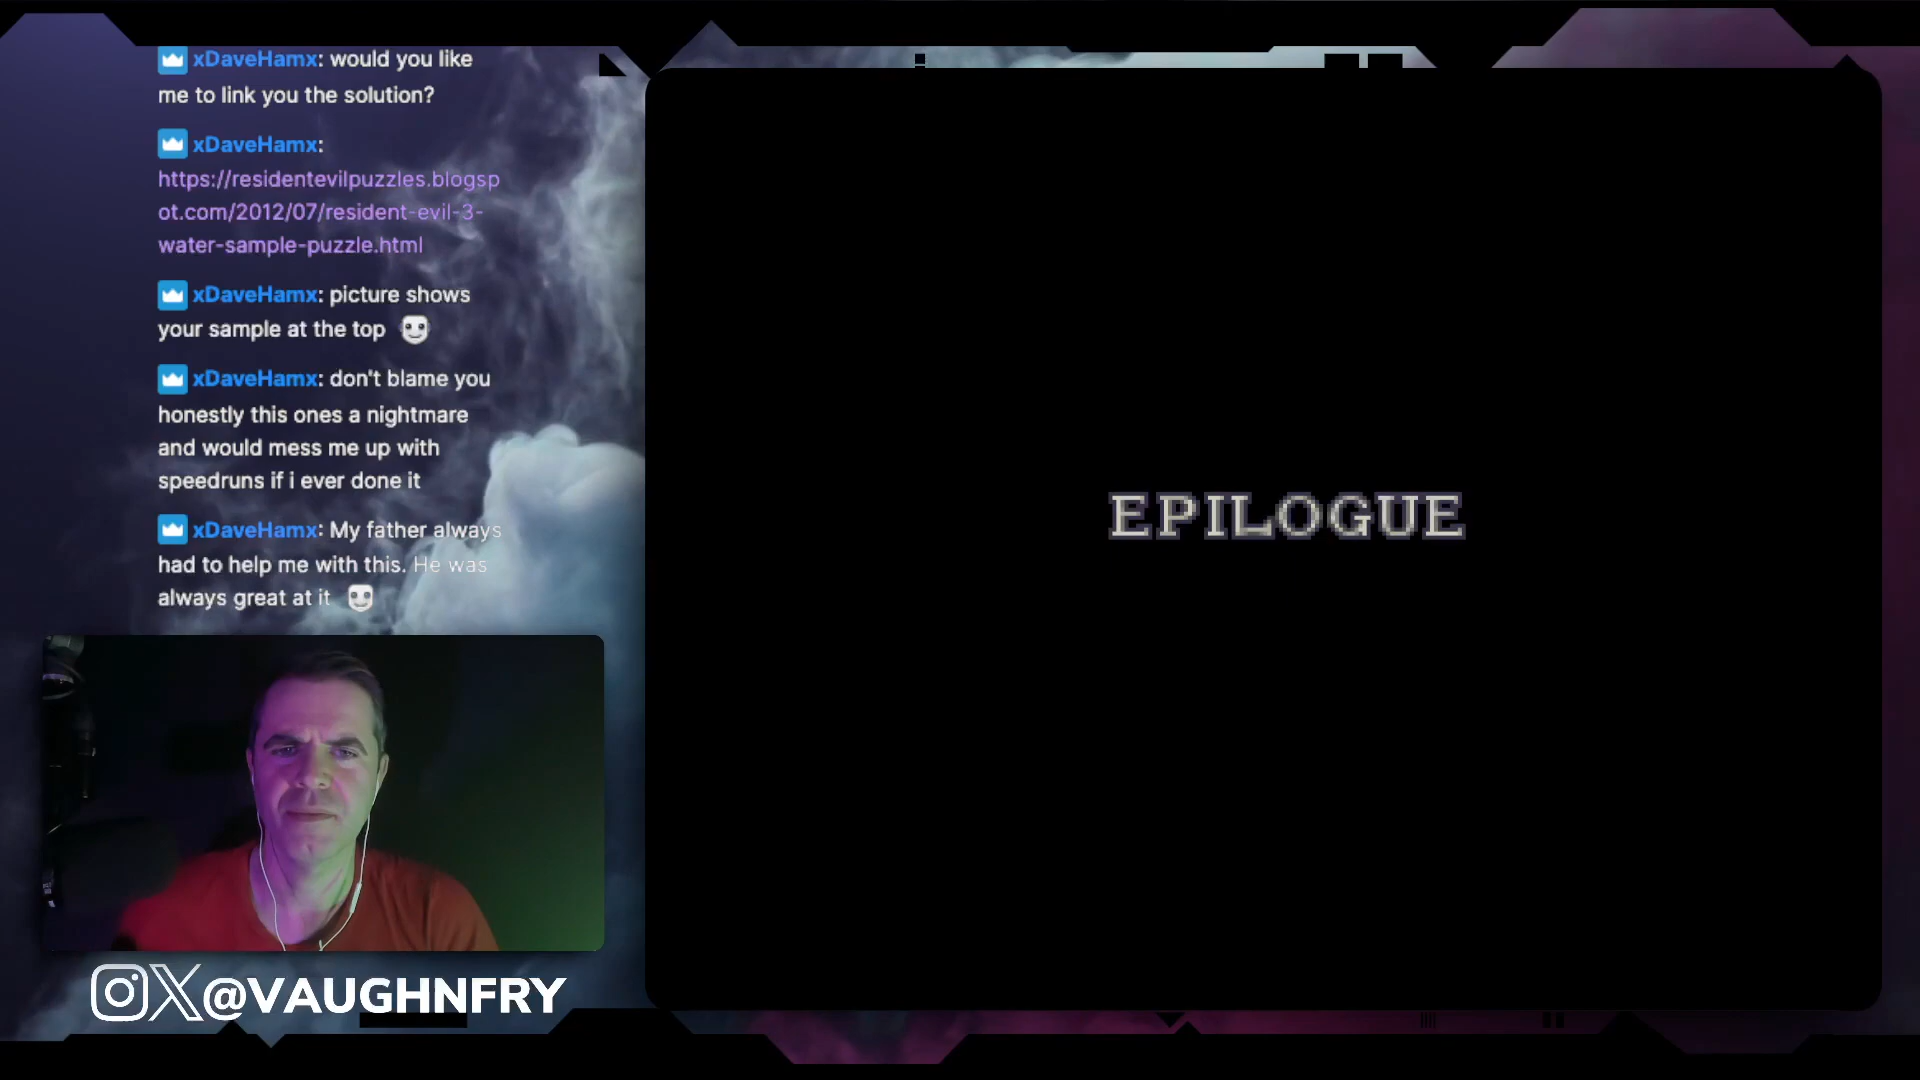 xDaveHamx: would you like
me to link you the solution?
xDaveHamx:
https://residentevilpuzzles.blogsp
ot.com/2012/07/resident-evil-3-
water-sample-puzzle.html
xDaveHamx: picture shows
your sample at the top
xDaveHamx: don't blame you
honestly this ones a nightmare
and would mess me up with
speedruns if i ever done it
xDaveHamx: My father always
had to help me with this. He was
always great at it
@VAUGHNFRY
EPILOGUE